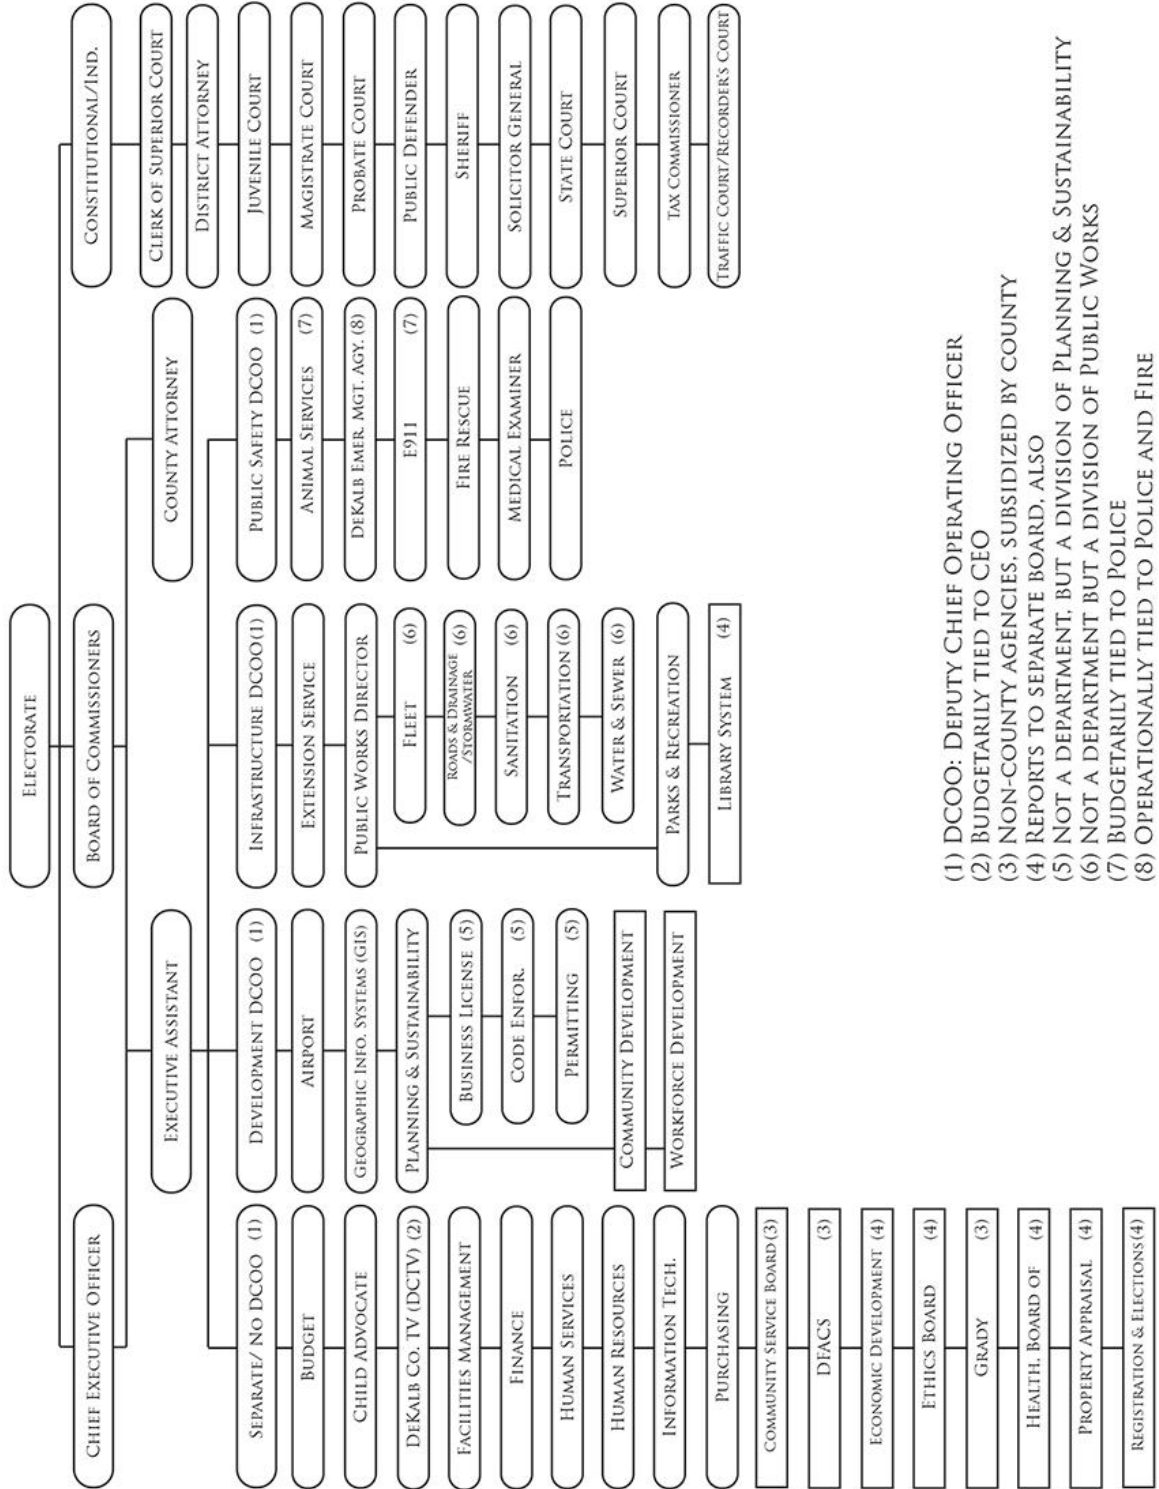 ELECTORATE
CHIEF EXECUTIVE OFFICER
BOARD OF COMMISSIONERS
CONSTITUTIONAL/IND.
EXECUTIVE ASSISTANT
COUNTY ATTORNEY
SEPARATE/ NO DCOO (1)
BUDGET
CHILD ADVOCATE
DEKALB CO. TV (DCTV) (2)
FACILITIES MANAGEMENT
FINANCE
HUMAN SERVICES
HUMAN RESOURCES
INFORMATION TECH.
PURCHASING
COMMUNITY SERVICE BOARD (3)
DFACS (3)
ECONOMIC DEVELOPMENT (4)
ETHICS BOARD (4)
GRADY (3)
HEALTH, BOARD OF (4)
PROPERTY APPRAISAL (4)
REGISTRATION & ELECTIONS (4)
DEVELOPMENT DCOO (1)
AIRPORT
GEOGRAPHIC INFO. SYSTEMS (GIS)
PLANNING & SUSTAINABILITY
BUSINESS LICENSE (5)
CODE ENFOR. (5)
PERMITTING (5)
COMMUNITY DEVELOPMENT
WORKFORCE DEVELOPMENT
INFRASTRUCTURE DCOO (1)
EXTENSION SERVICE
PUBLIC WORKS DIRECTOR
FLEET (6)
ROADS & DRAINAGE
/STORMWATER (6)
SANITATION (6)
TRANSPORTATION (6)
WATER & SEWER (6)
PARKS & RECREATION
LIBRARY SYSTEM (4)
PUBLIC SAFETY DCOO (1)
ANIMAL SERVICES (7)
DEKALB EMER. MGT. AGY. (8)
E911 (7)
FIRE RESCUE
MEDICAL EXAMINER
POLICE
CLERK OF SUPERIOR COURT
DISTRICT ATTORNEY
JUVENILE COURT
MAGISTRATE COURT
PROBATE COURT
PUBLIC DEFENDER
SHERIFF
SOLICITOR GENERAL
STATE COURT
SUPERIOR COURT
TAX COMMISSIONER
TRAFFIC COURT/RECORDER'S COURT
(1) DCOO: DEPUTY CHIEF OPERATING OFFICER
(2) BUDGETARILY TIED TO CEO
(3) NON-COUNTY AGENCIES, SUBSIDIZED BY COUNTY
(4) REPORTS TO SEPARATE BOARD, ALSO
(5) NOT A DEPARTMENT, BUT A DIVISION OF PLANNING & SUSTAINABILITY
(6) NOT A DEPARTMENT BUT A DIVISION OF PUBLIC WORKS
(7) BUDGETARILY TIED TO POLICE
(8) OPERATIONALLY TIED TO POLICE AND FIRE